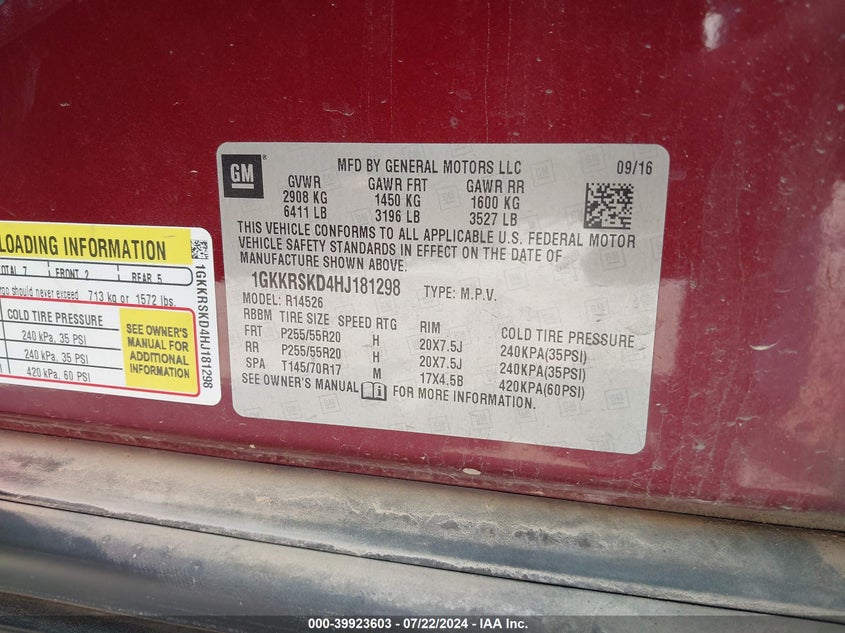 GM
MFD BY GENERAL MOTORS LLC 09/16
GVWR GAWR FRT GAWR RR
2908 KG 1450 KG 1600 KG
6411 LB 3196 LB 3527 LB
THIS VEHICLE CONFORMS TO ALL APPLICABLE U.S. FEDERAL MOTOR
VEHICLE SAFETY STANDARDS IN EFFECT ON THE DATE OF
MANUFACTURE SHOWN ABOVE.
1GKKRSKD4HJ181298 TYPE: M.P.V.
MODEL: R14526
RBBM TIRE SIZE SPEED RTG RIM COLD TIRE PRESSURE
FRT P255/55R20 H 20X7.5J 240KPA(35PSI)
RR P255/55R20 H 20X7.5J 240KPA(35PSI)
SPA T145/70R17 M 17X4.5B 420KPA(60PSI)
SEE OWNER'S MANUAL FOR MORE INFORMATION.
LOADING INFORMATION
TOTAL 7 FRONT 2 REAR 5
should never exceed 713 kg or 1572 lbs.
COLD TIRE PRESSURE
240 kPa, 35 PSI
240 kPa, 35 PSI
420 kPa, 60 PSI
SEE OWNER'S
MANUAL FOR
ADDITIONAL
INFORMATION
1GKKRSKD4HJ181298
000-39923603 - 07/22/2024 - IAA Inc.